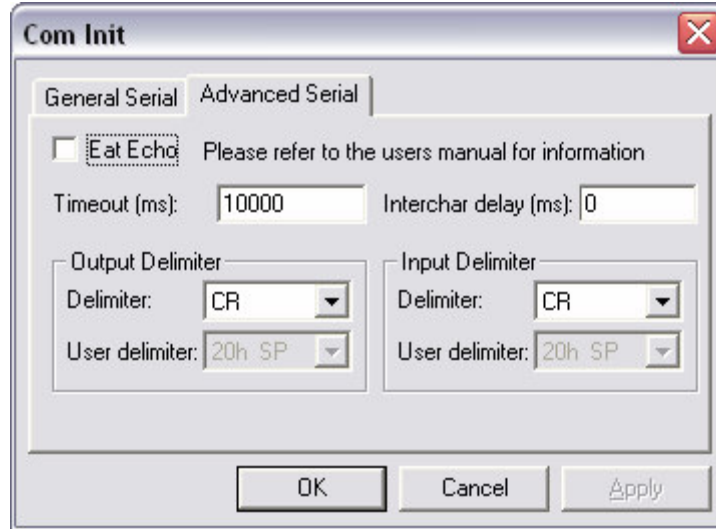 Com Init
General Serial Advanced Serial
Eat Echo Please refer to the users manual for information
Timeout (ms): 10000 Interchar delay (ms): 0
Output Delimiter Input Delimiter
Delimiter: CR Delimiter: CR
User delimiter: 20h SP User delimiter: 20h SP
OK Cancel Apply